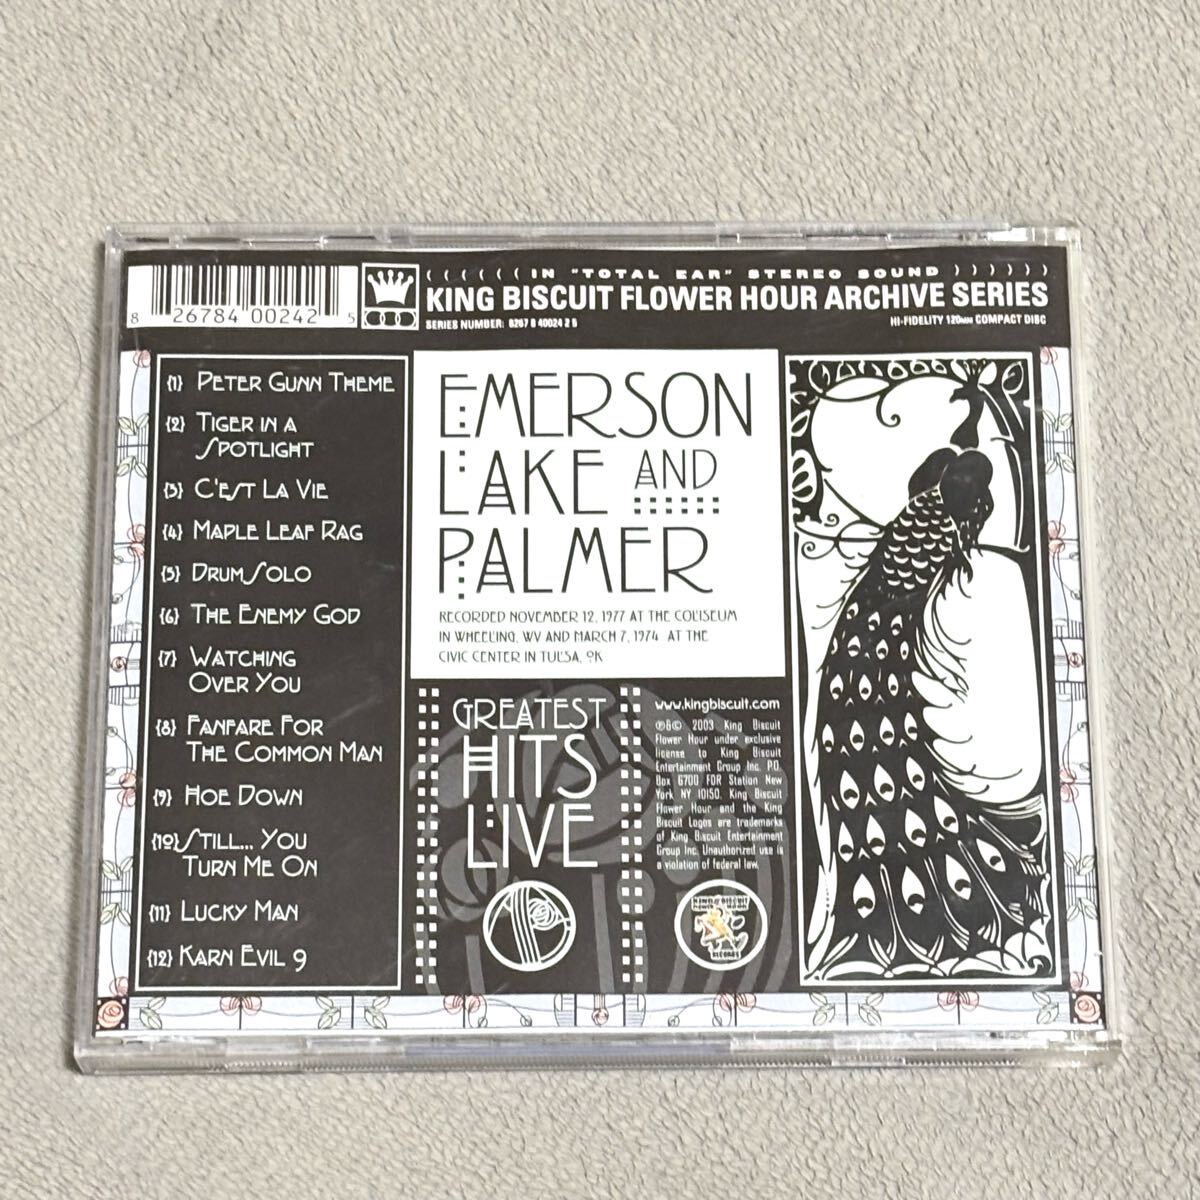 ( ( ( ( ( ( IN "TOTAL EAR" STEREO SOUND ) ) ) ) ) )
KING BISCUIT FLOWER HOUR ARCHIVE SERIES
SERIES NUMBER: 8267 8 40024 2 5
HI-FIDELITY 120MM COMPACT DISC
8 26784 00242 5
{1} PETER GUNN THEME
{2} TIGER IN A
SPOTLIGHT
{3} C'EST LA VIE
{4} MAPLE LEAF RAG
{5} DRUM SOLO
{6} THE ENEMY GOD
{7} WATCHING
OVER YOU
{8} FANFARE FOR
THE COMMON MAN
{9} HOE DOWN
{10} STILL... YOU
TURN ME ON
{11} LUCKY MAN
{12} KARN EVIL 9
EMERSON
LAKE AND
PALMER
RECORDED NOVEMBER 12, 1977 AT THE COLISEUM
IN WHEELING, WV AND MARCH 7, 1974 AT THE
CIVIC CENTER IN TULSA, OK
GREATEST
HITS
LIVE
www.kingbiscuit.com
℗&© 2003 King Biscuit
Flower Hour under exclusive
license to King Biscuit
Entertainment Group Inc. P.O.
Box 6700 FDR Station New
York NY 10150. King Biscuit
Flower Hour and the King
Biscuit Logos are trademarks
of King Biscuit Entertainment
Group Inc. Unauthorized use is
a violation of federal law.
KING BISCUIT
FLOWER HOUR
RECORDS